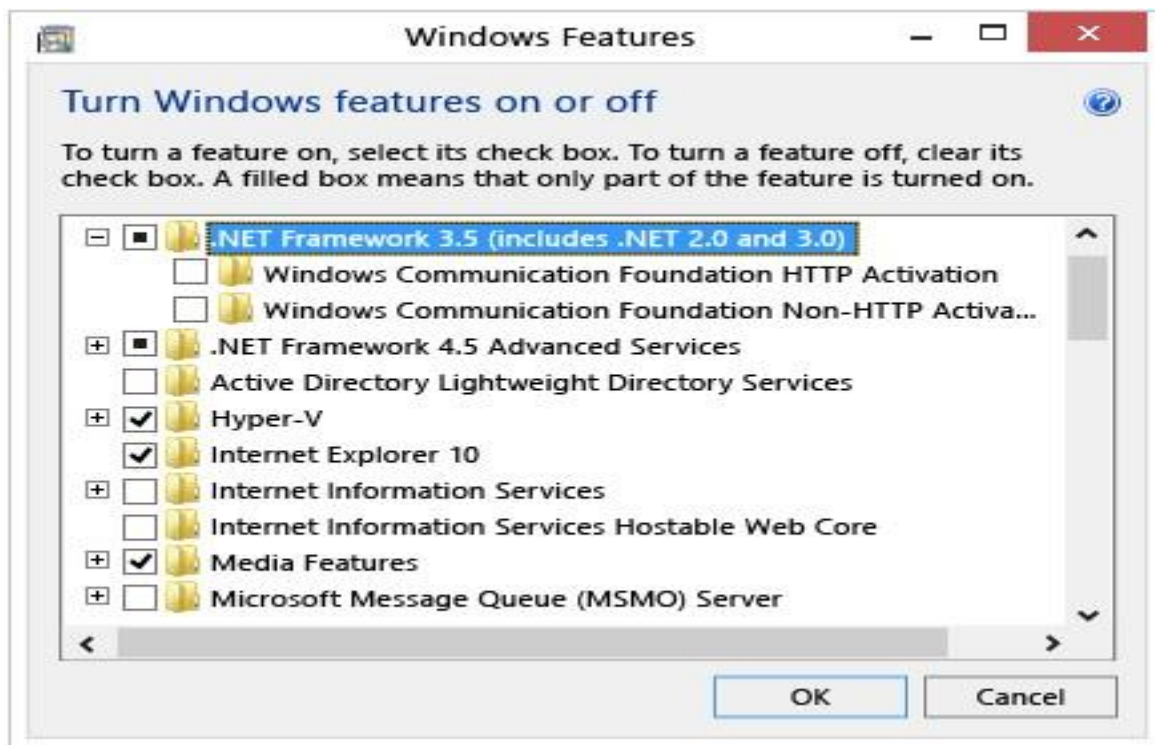 Windows Features
Turn Windows features on or off
To turn a feature on, select its check box. To turn a feature off, clear its
check box. A filled box means that only part of the feature is turned on.
.NET Framework 3.5 (includes .NET 2.0 and 3.0)
Windows Communication Foundation HTTP Activation
Windows Communication Foundation Non-HTTP Activa...
.NET Framework 4.5 Advanced Services
Active Directory Lightweight Directory Services
Hyper-V
Internet Explorer 10
Internet Information Services
Internet Information Services Hostable Web Core
Media Features
Microsoft Message Queue (MSMO) Server
OK
Cancel